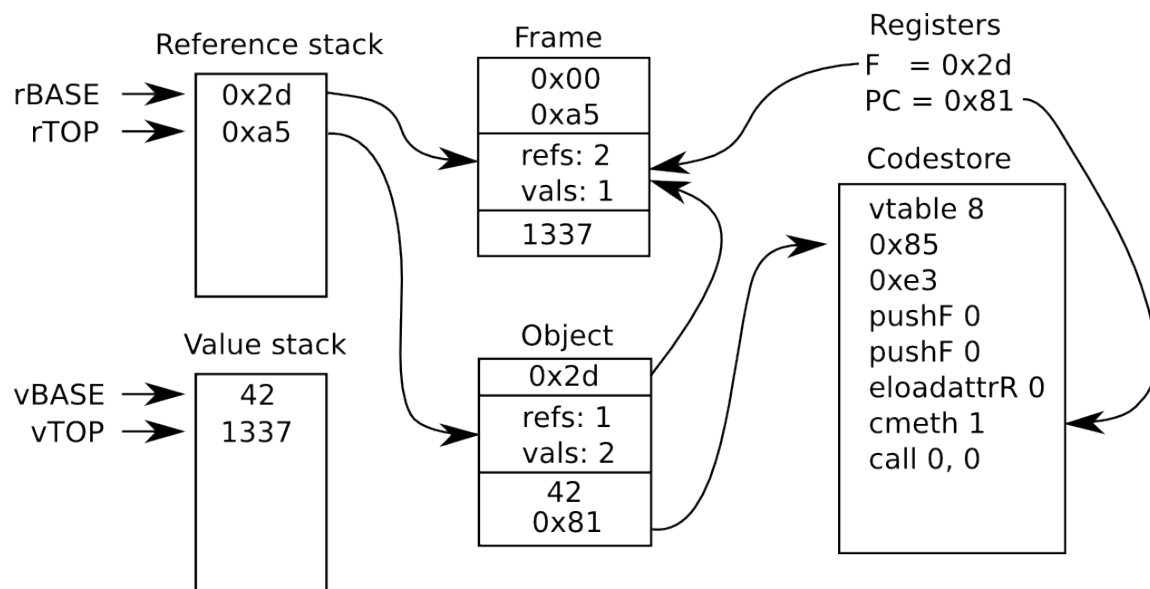 Reference stack
rBASE
rTOP
0x2d
0xa5
Value stack
vBASE
vTOP
42
1337
Frame
0x00
0xa5
refs: 2
vals: 1
1337
Object
0x2d
refs: 1
vals: 2
42
0x81
Registers
F = 0x2d
PC = 0x81
Codestore
vtable 8
0x85
0xe3
pushF 0
pushF 0
eloadattrR 0
cmeth 1
call 0, 0